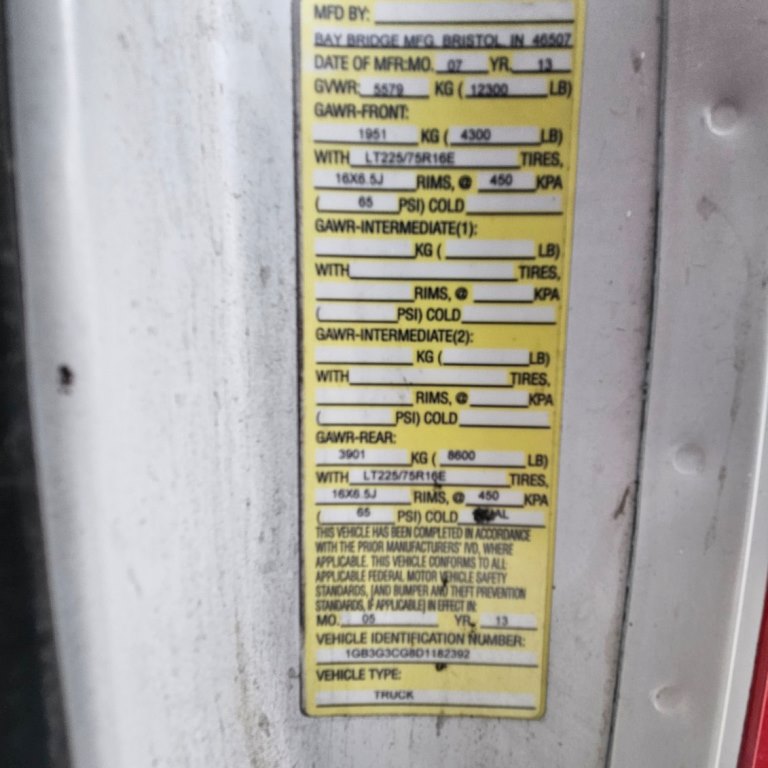 MFD BY:
BAY BRIDGE MFG BRISTOL, IN 46507
DATE OF MFR:MO. 07 YR. 13
GVWR: 5579 KG ( 12300 LB)
GAWR-FRONT:
1951 KG ( 4300 LB)
WITH LT225/75R16E TIRES,
16X6.5J RIMS, @ 450 KPA
( 65 PSI) COLD
GAWR-INTERMEDIATE(1):
KG ( LB)
WITH TIRES,
RIMS, @ KPA
( PSI) COLD
GAWR-INTERMEDIATE(2):
KG ( LB)
WITH TIRES,
RIMS, @ KPA
( PSI) COLD
GAWR-REAR:
3901 KG ( 8600 LB)
WITH LT225/75R16E TIRES,
16X6.5J RIMS, @ 450 KPA
( 65 PSI) COLD
THIS VEHICLE HAS BEEN COMPLETED IN ACCORDANCE
WITH THE PRIOR MANUFACTURERS' IVD, WHERE
APPLICABLE. THIS VEHICLE CONFORMS TO ALL
APPLICABLE FEDERAL MOTOR VEHICLE SAFETY
STANDARDS, [AND BUMPER AND THEFT PREVENTION
STANDARDS, IF APPLICABLE] IN EFFECT IN:
MO. 05 YR. 13
VEHICLE IDENTIFICATION NUMBER:
1GB3G3CG8D1182392
VEHICLE TYPE:
TRUCK